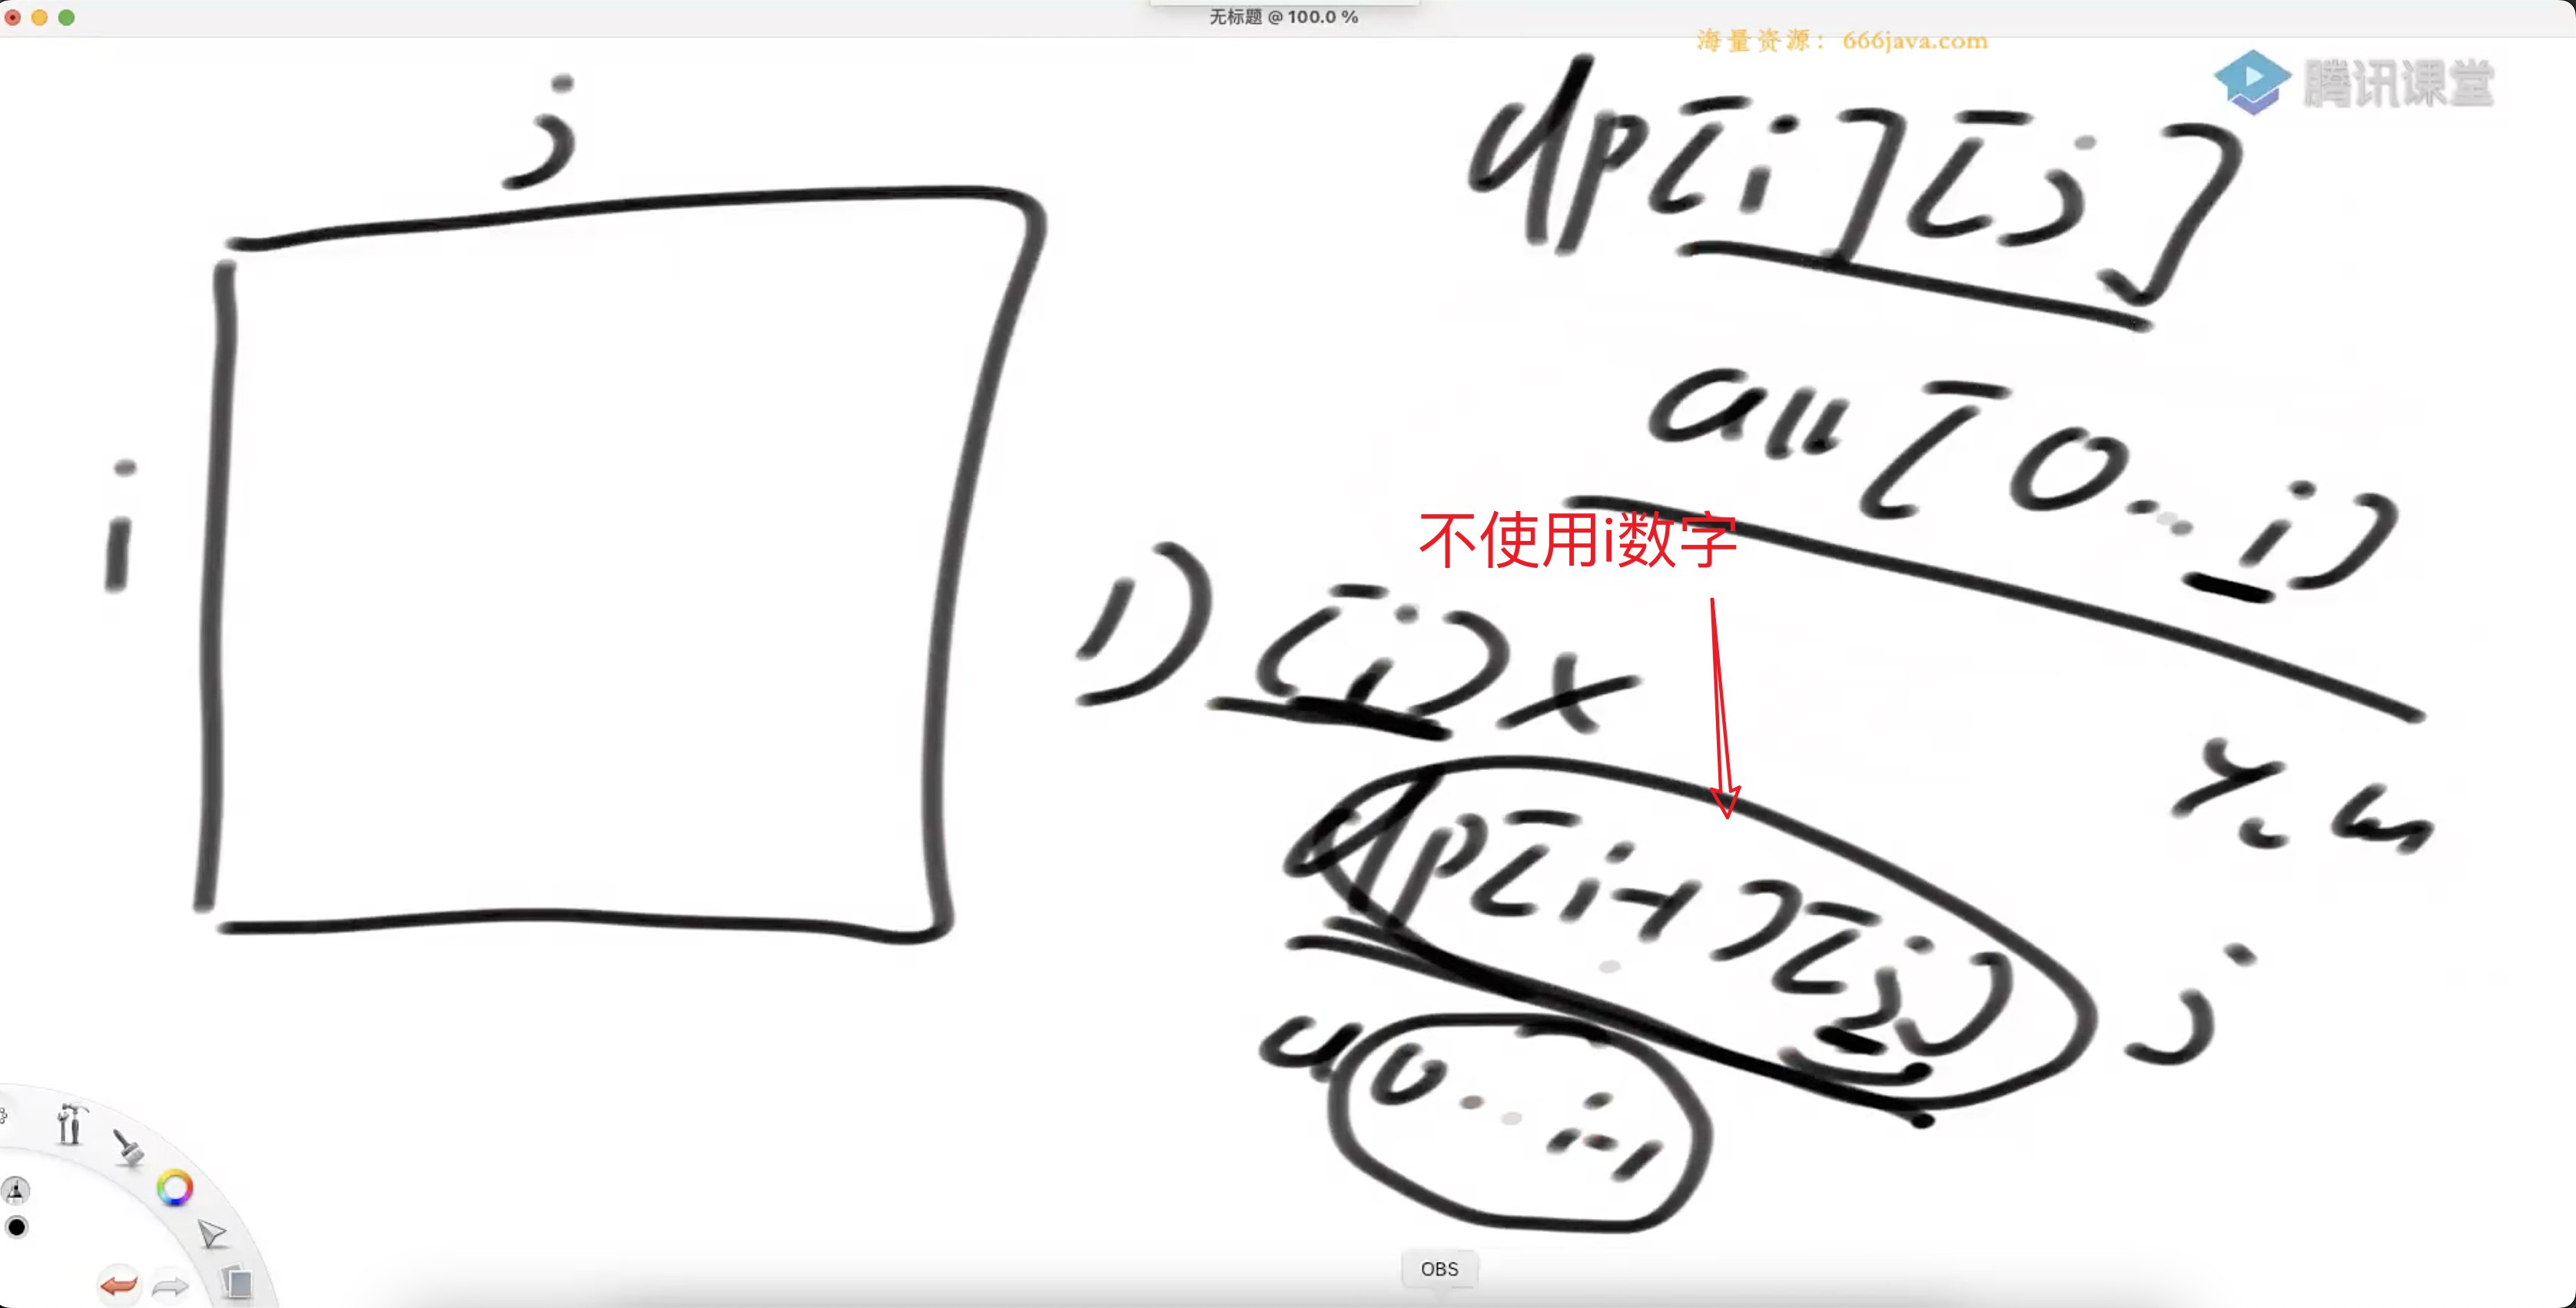 无标题 @ 100.0 %
海量资源：666java.com
腾讯课堂
j
dp[i][j]
i
arr[0...i]
不使用i数字
1) [i] x
dp[i-1][j]
j
0...i-1
OBS